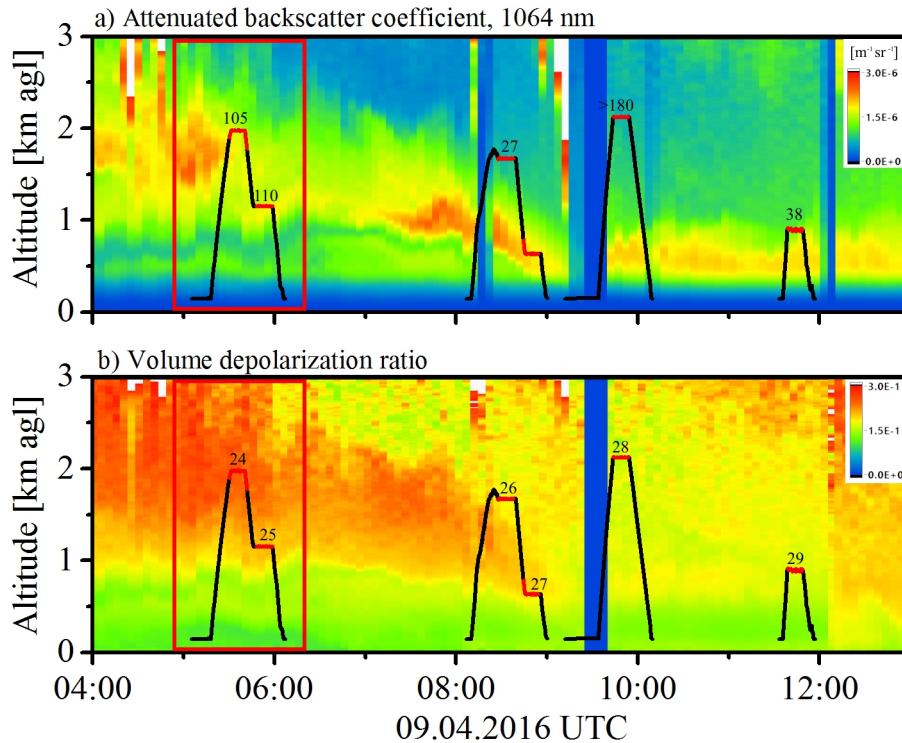 a) Attenuated backscatter coefficient, 1064 nm
3
[m⁻¹ sr⁻¹]
3.0E-6
105
>180
2
27
1.5E-6
110
0.0E+0
1
38
0
Altitude [km agl]
b) Volume depolarization ratio
3
3.0E-1
24
28
2
26
1.5E-1
25
0.0E+0
1
27
29
0
Altitude [km agl]
04:00 06:00 08:00 10:00 12:00
09.04.2016 UTC